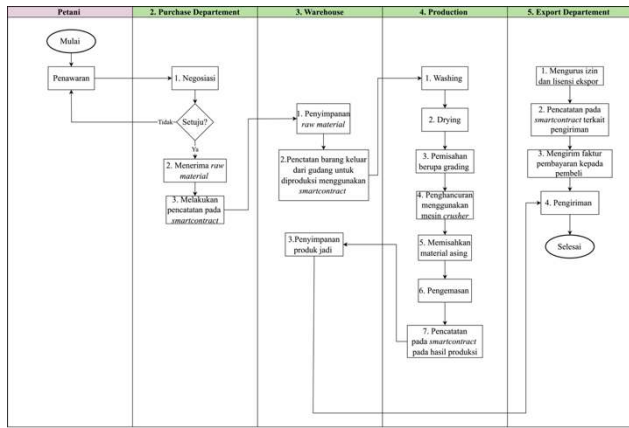 Petani
2. Purchase Departement
3. Warehouse
4. Production
5. Export Departement
Mulai
Penawaran
1. Negosiasi
Setuju?
Tidak
Ya
2. Menerima raw
material
3. Melakukan
pencatatan pada
smartcontract
1. Penyimpanan
raw material
2.Penctatan barang keluar
dari gudang untuk
diproduksi menggunakan
smartcontract
3.Penyimpanan
produk jadi
1. Washing
2. Drying
3. Pemisahan
berupa grading
4. Penghancuran
menggunakan
mesin crusher
5. Memisahkan
material asing
6. Pengemasan
7. Pencatatan
pada smartcontract
pada hasil produksi
1. Mengurus izin
dan lisensi ekspor
2. Pencatatan pada
smartcontract terkait
pengiriman
3. Mengirim faktur
pembayaran kepada
pembeli
4. Pengiriman
Selesai